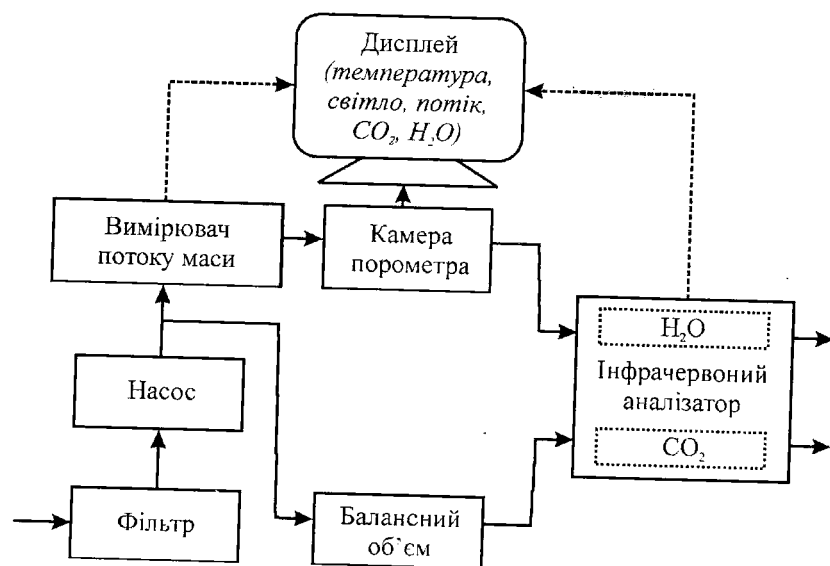 Дисплей
(температура,
світло, потік,
CO₂, H₂O)
Вимірювач
потоку маси
Камера
порометра
H₂O
Інфрачервоний
аналізатор
CO₂
Насос
Фільтр
Балансний
об’єм